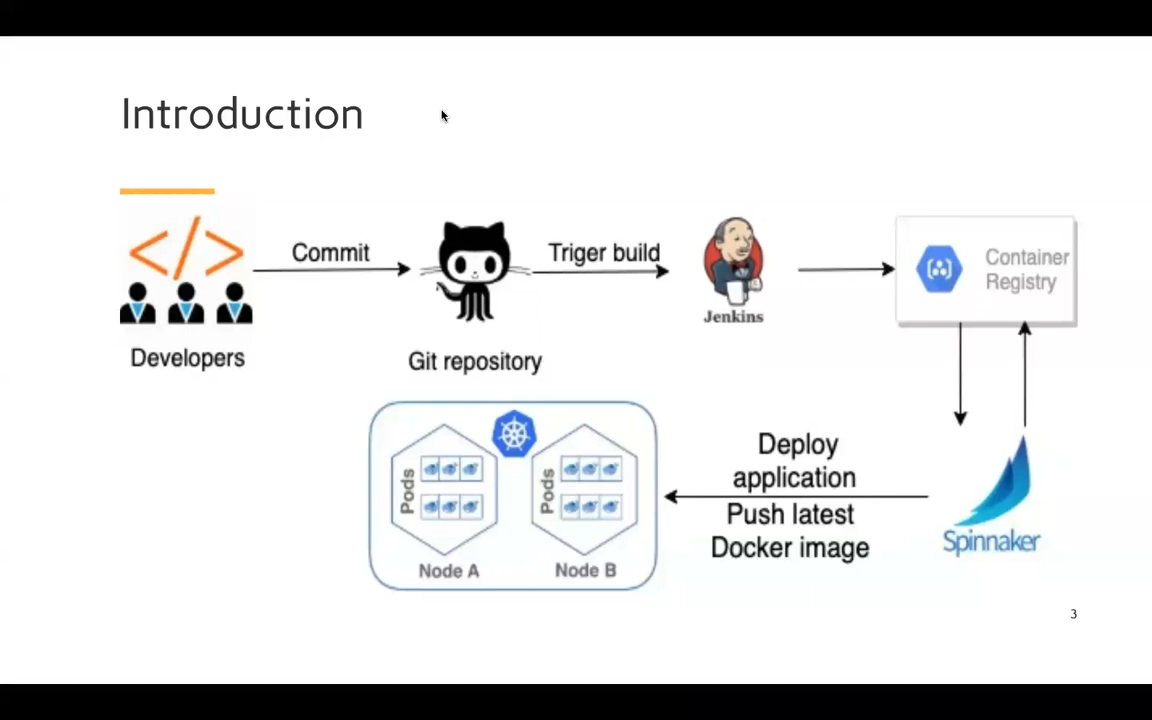 Introduction
Commit
Triger build
Container
Registry
Jenkins
Developers
Git repository
Deploy
application
Push latest
Docker image
Pods
Pods
Node A
Node B
Spinnaker
3